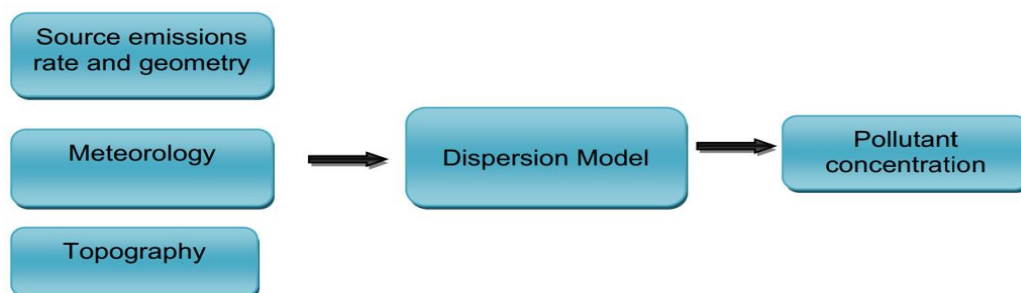 Source emissions
rate and geometry
Meteorology
Topography
Dispersion Model
Pollutant
concentration